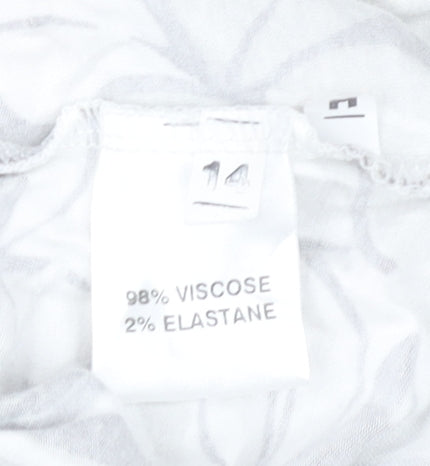 14
98% VISCOSE
2% ELASTANE